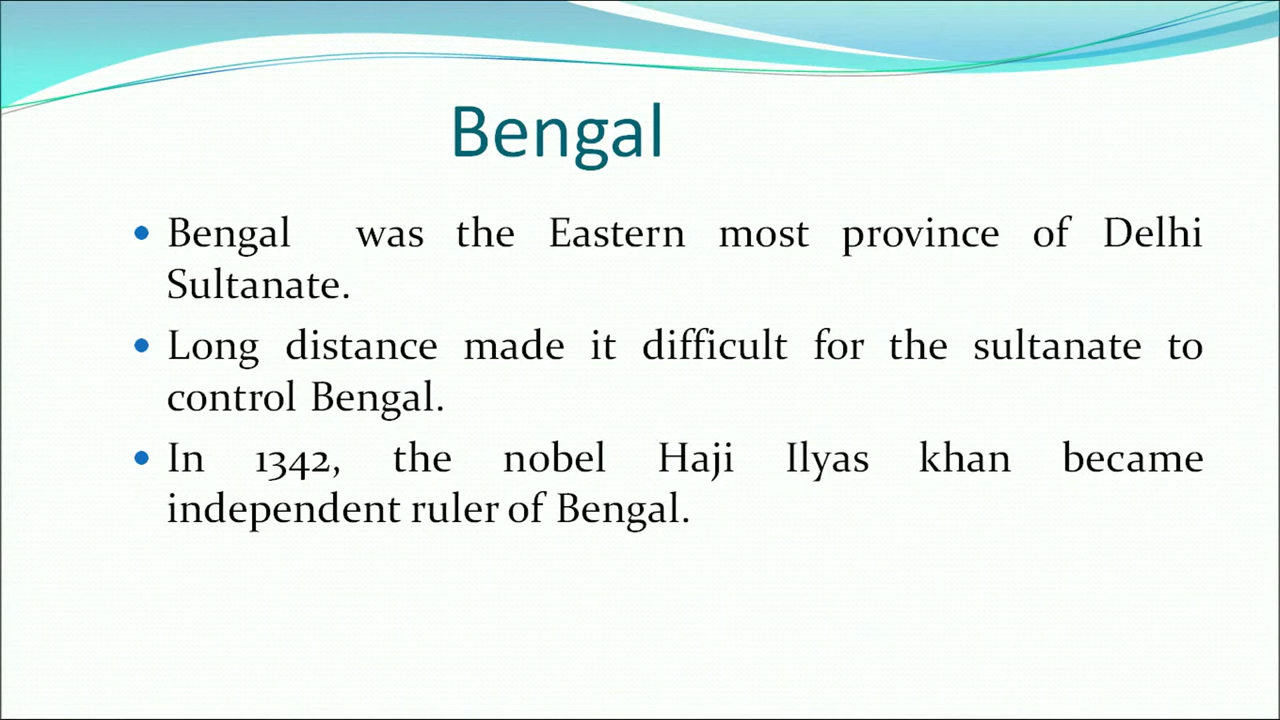 Bengal
Bengal was the Eastern most province of Delhi
Sultanate.
Long distance made it difficult for the sultanate to
control Bengal.
In 1342, the nobel Haji Ilyas khan became
independent ruler of Bengal.